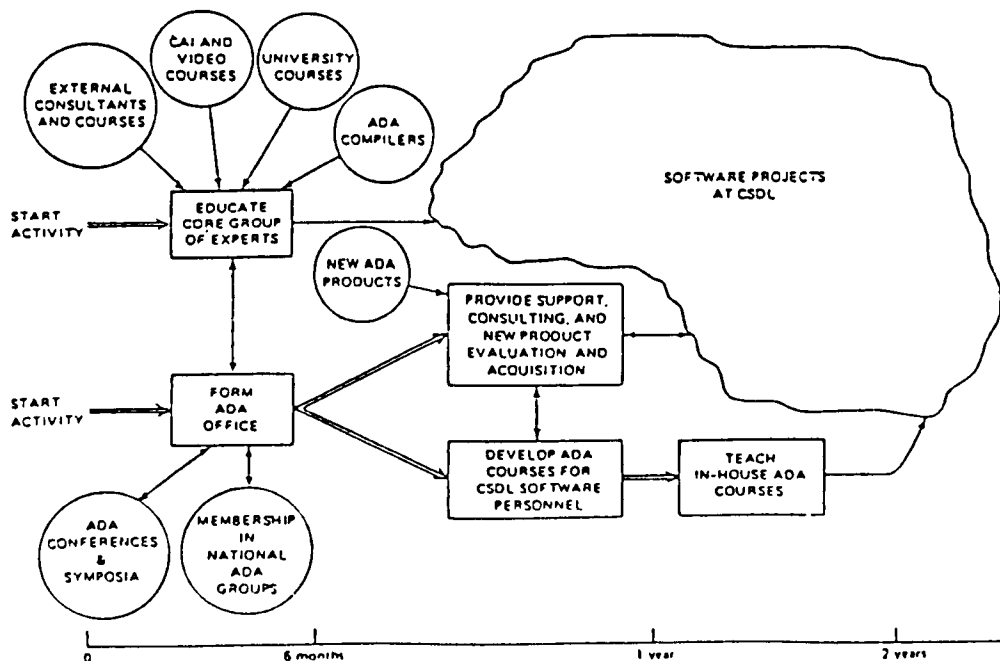 EXTERNAL
CONSULTANTS
AND COURSES
CAI AND
VIDEO
COURSES
UNIVERSITY
COURSES
ADA
COMPILERS
SOFTWARE PROJECTS
AT CSDL
START
ACTIVITY
EDUCATE
CORE GROUP
OF EXPERTS
NEW ADA
PRODUCTS
PROVIDE SUPPORT,
CONSULTING, AND
NEW PRODUCT
EVALUATION AND
ACQUISITION
START
ACTIVITY
FORM
ADA
OFFICE
DEVELOP ADA
COURSES FOR
CSDL SOFTWARE
PERSONNEL
TEACH
IN-HOUSE ADA
COURSES
ADA
CONFERENCES
&
SYMPOSIA
MEMBERSHIP
IN
NATIONAL
ADA
GROUPS
0 6 months 1 year 2 years